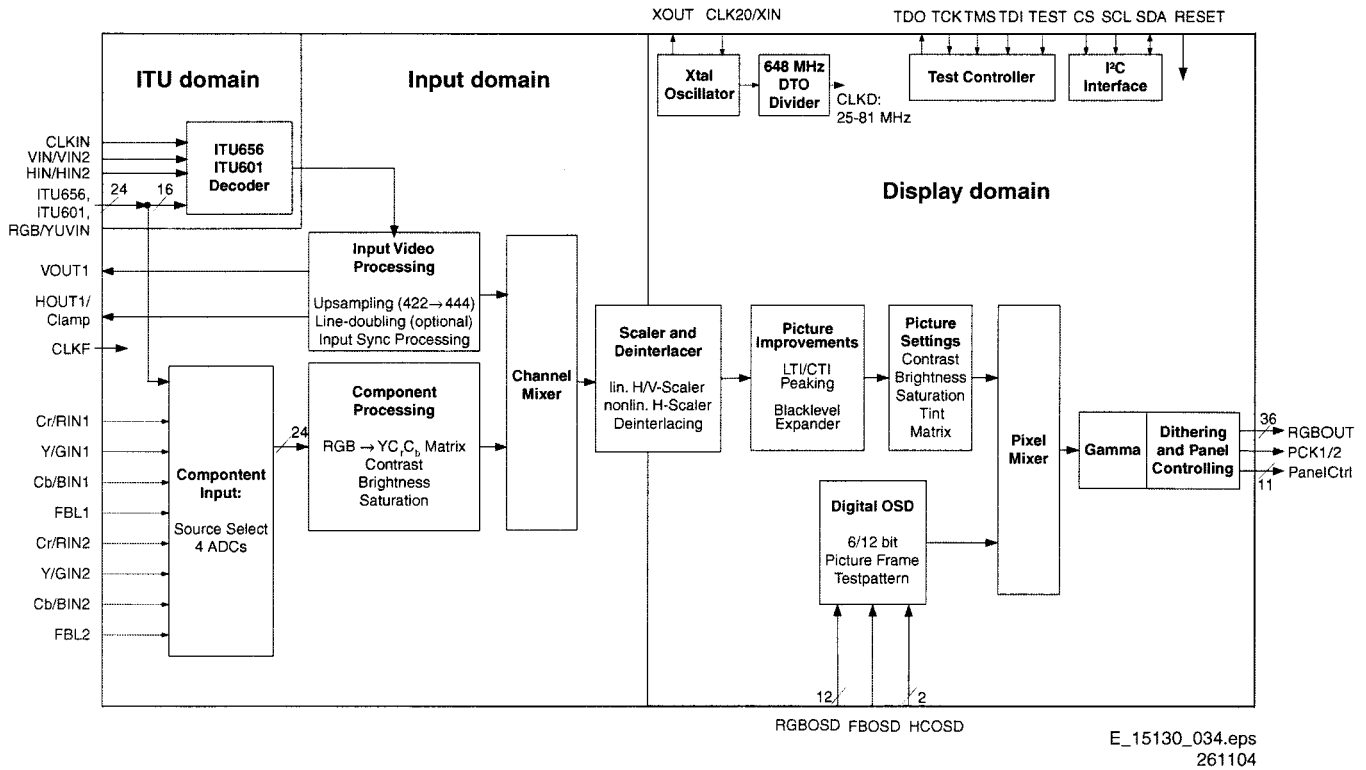 XOUT CLK20/XIN
TDO TCK TMS TDI TEST CS SCL SDA RESET
ITU domain
Input domain
Xtal
Oscillator
648 MHz
DTO
Divider
CLKD:
25-81 MHz
Test Controller
I²C
Interface
CLKIN
VIN/VIN2
HIN/HIN2
ITU656,
ITU601,
RGB/YUVIN
24
16
ITU656
ITU601
Decoder
Display domain
VOUT1
HOUT1/
Clamp
CLKF
Input Video
Processing
Upsampling (422→444)
Line-doubling (optional)
Input Sync Processing
Channel
Mixer
Scaler and
Deinterlacer
lin. H/V-Scaler
nonlin. H-Scaler
Deinterlacing
Picture
Improvements
LTI/CTI
Peaking
Blacklevel
Expander
Picture
Settings
Contrast
Brightness
Saturation
Tint
Matrix
Cr/RIN1
Y/GIN1
Cb/BIN1
FBL1
Cr/RIN2
Y/GIN2
Cb/BIN2
FBL2
Compontent
Input:
Source Select
4 ADCs
24
Component
Processing
RGB → YCrCb Matrix
Contrast
Brightness
Saturation
Pixel
Mixer
Gamma
Dithering
and Panel
Controlling
36
RGBOUT
PCK1/2
PanelCtrl
11
Digital OSD
6/12 bit
Picture Frame
Testpattern
12
2
RGBOSD FBOSD HCOSD
E_15130_034.eps
261104